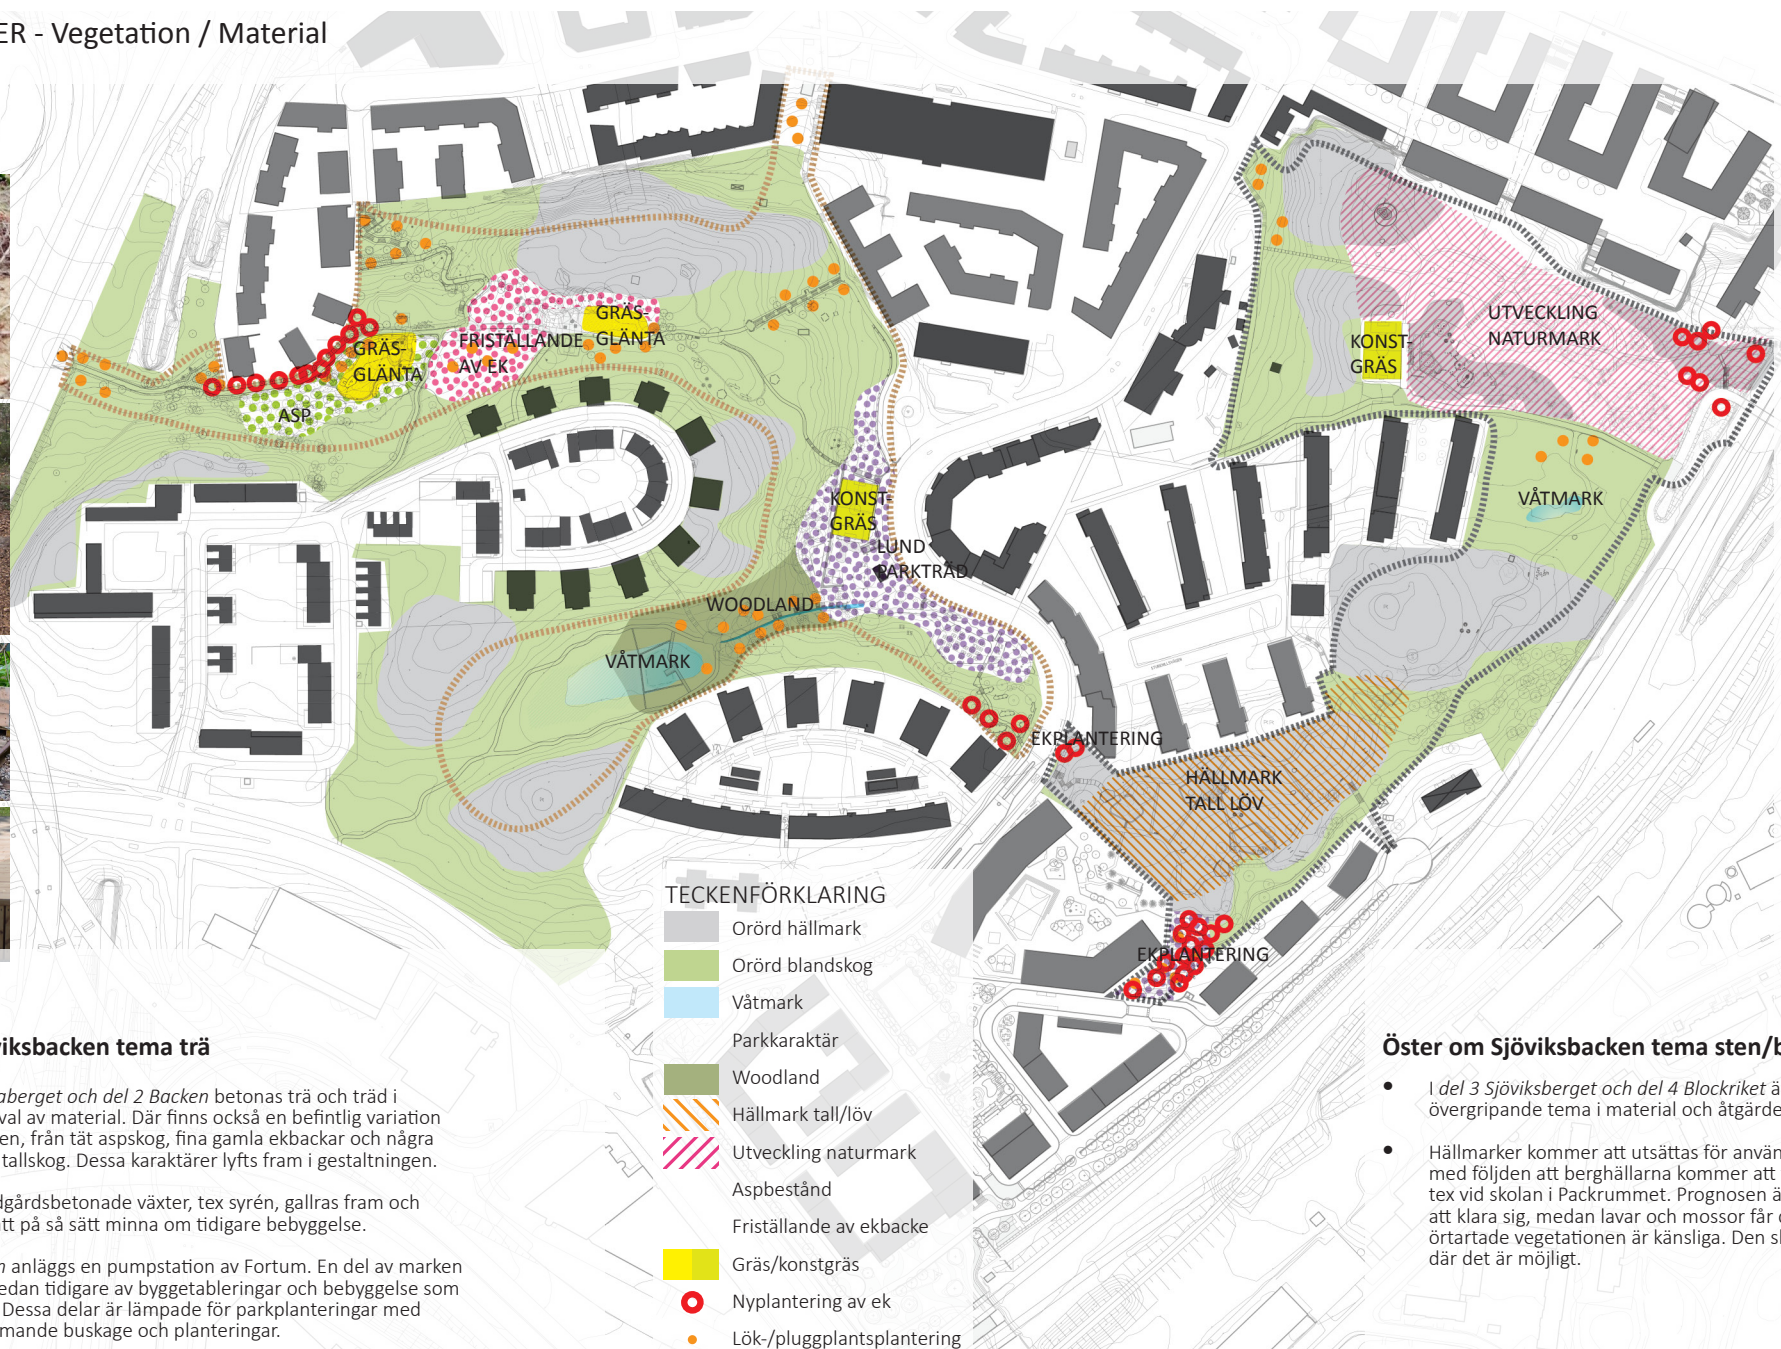 ER - Vegetation / Material
GRÄS-
GLÄNTA
FRISTÄLLANDE
AV EK
GRÄS-
GLÄNTA
ASP
UTVECKLING
NATURMARK
KONST-
GRÄS
VÅTMARK
KONST-
GRÄS
LUND
PARKTRÄD
WOODLAND
VÅTMARK
EKPLANTERING
HÄLLMARK
TALL LÖV
EKPLANTERING
TECKENFÖRKLARING
Orörd hällmark
Orörd blandskog
Våtmark
Parkkaraktär
Woodland
Hällmark tall/löv
Utveckling naturmark
Aspbestånd
Friställande av ekbacke
Gräs/konstgräs
Nyplantering av ek
Lök-/pluggplantsplantering
viksbacken tema trä
aberget och del 2 Backen betonas trä och träd i
val av material. Där finns också en befintlig variation
en, från tät aspskog, fina gamla ekbackar och några
tallskog. Dessa karaktärer lyfts fram i gestaltningen.
dgårdsbetonade växter, tex syrén, gallras fram och
att på så sätt minna om tidigare bebyggelse.
n anläggs en pumpstation av Fortum. En del av marken
edan tidigare av byggetableringar och bebyggelse som
Dessa delar är lämpade för parkplanteringar med
mande buskage och planteringar.
Öster om Sjöviksbacken tema sten/b
• I del 3 Sjöviksberget och del 4 Blockriket ä
övergripande tema i material och åtgärde
• Hällmarker kommer att utsättas för använ
med följden att berghällarna kommer att
tex vid skolan i Packrummet. Prognosen ä
att klara sig, medan lavar och mossor får
örtartade vegetationen är känsliga. Den s
där det är möjligt.